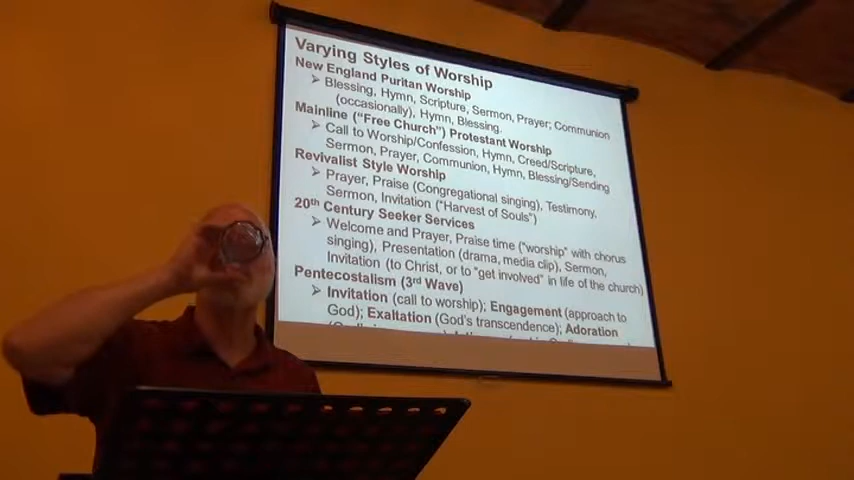 Varying Styles of Worship
New England Puritan Worship
➢ Blessing, Hymn, Scripture, Sermon, Prayer; Communion
(occasionally), Hymn, Blessing.
Mainline (“Free Church”) Protestant Worship
➢ Call to Worship/Confession, Hymn, Creed/Scripture,
Sermon, Prayer, Communion, Hymn, Blessing/Sending
Revivalist Style Worship
➢ Prayer, Praise (Congregational singing), Testimony,
Sermon, Invitation (“Harvest of Souls”)
20th Century Seeker Services
➢ Welcome and Prayer, Praise time (“worship” with chorus
singing), Presentation (drama, media clip), Sermon,
Invitation (to Christ, or to “get involved” in life of the church)
Pentecostalism (3rd Wave)
➢ Invitation (call to worship); Engagement (approach to
God); Exaltation (God's transcendence); Adoration